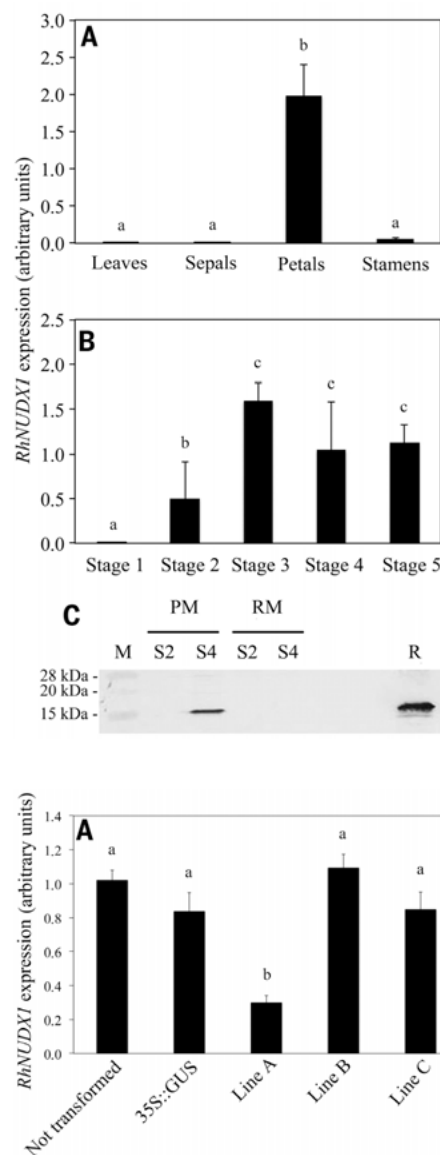 A
RhNUDX1 expression (arbitrary units)
3.0
2.5
2.0
1.5
1.0
0.5
0.0
a
a
b
a
Leaves Sepals Petals Stamens
B
2.5
2.0
1.5
1.0
0.5
0.0
a
b
c
c
c
Stage 1 Stage 2 Stage 3 Stage 4 Stage 5
C
PM RM
M S2 S4 S2 S4 R
28 kDa -
20 kDa -
15 kDa -
A
RhNUDX1 expression (arbitrary units)
1.4
1.2
1.0
0.8
0.6
0.4
0.2
0.0
a
a
b
a
a
Not transformed
35S::GUS
Line A
Line B
Line C